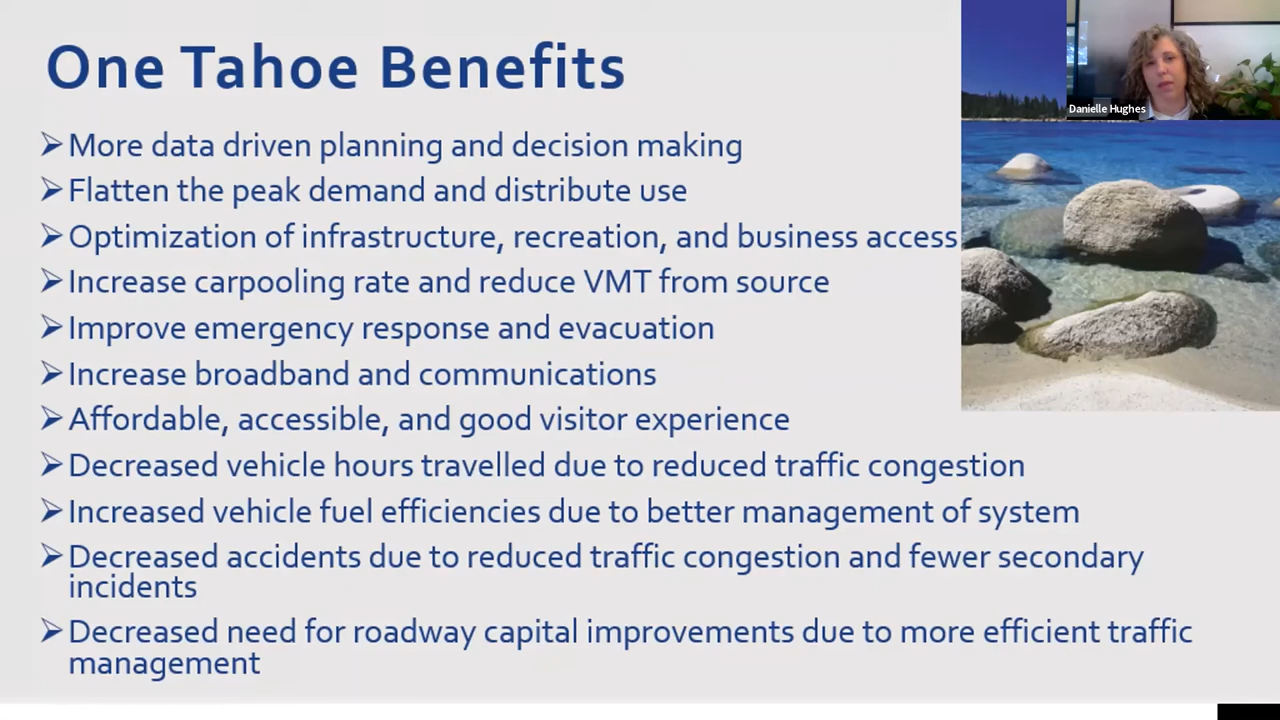 One Tahoe Benefits
Danielle Hughes
➢More data driven planning and decision making
➢Flatten the peak demand and distribute use
➢Optimization of infrastructure, recreation, and business access
➢Increase carpooling rate and reduce VMT from source
➢Improve emergency response and evacuation
➢Increase broadband and communications
➢Affordable, accessible, and good visitor experience
➢Decreased vehicle hours travelled due to reduced traffic congestion
➢Increased vehicle fuel efficiencies due to better management of system
➢Decreased accidents due to reduced traffic congestion and fewer secondary
incidents
➢Decreased need for roadway capital improvements due to more efficient traffic
management